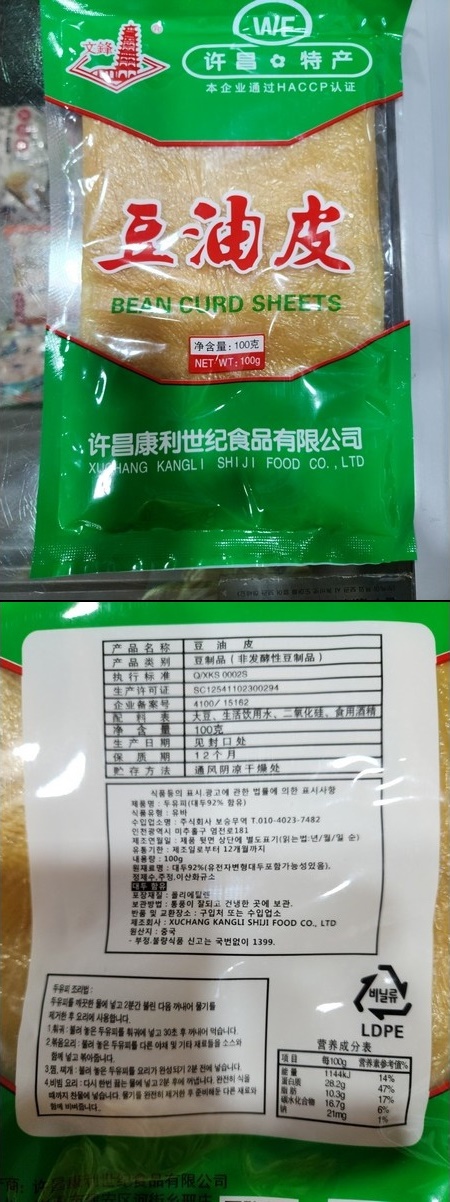 文鋒
WF
许昌 特产
本企业通过HACCP认证
豆油皮
BEAN CURD SHEETS
净含量:100克
NET WT:100g
许昌康利世纪食品有限公司
XUCHANG KANGLI SHIJI FOOD CO.,LTD
产品名称 豆 油 皮
产品类别 豆制品(非发酵性豆制品)
执行标准 Q/XKS 0002S
生产许可证 SC12541102300294
企业备案号 4100/15162
配料表 大豆、生活饮用水、二氧化硅、食用酒精
净含量 100克
生产日期 见封口处
保质期 12个月
贮存方法 通风阴凉干燥处
식품등의 표시.광고에 관한 법률에 의한 표시사항
제품명 : 두유피(대두92% 함유)
식품유형 : 유바
수입업소명 : 주식회사 보승무역 T.010-4023-7482
인천광역시 미추홀구 염전로181
제조연월일 : 제품 뒷면 상단에 별도표기(읽는법:년/월/일 순)
유통기한 : 제조일로부터 12개월까지
내용량 : 100g
원재료명 : 대두92%(유전자변형대두포함가능성있음),
정제수,주정,이산화규소
대두 함유
포장재질 : 폴리에틸렌
보관방법 : 통풍이 잘되고 건냉한 곳에 보관.
반품 및 교환장소 : 구입처 또는 수입업소
제조회사 : XUCHANG KANGLI SHIJI FOOD CO., LTD
원산지 : 중국
· 부정.불량식품 신고는 국번없이 1399.
두유피 조리법 :
두유피를 깨끗한 물에 넣고 2분간 불린 다음 꺼내어 물기를
제거한 후 요리에 사용합니다.
1.훠궈 : 불려 놓은 두유피를 훠궈에 넣고 30초 후 꺼내어 먹습니다.
2.볶음요리 : 불려 놓은 두유피를 다른 야채 및 기타 재료들을 소스와
함께 넣고 볶아줍니다.
3.찜, 찌개 : 불려 놓은 두유피를 요리가 완성되기 2분 전에 넣습니다.
4.비빔 요리 : 다시 한번 끓는 물에 넣고 2분 후에 꺼냅니다. 완전히 식을
때까지 찬물에 넣습니다. 물기를 완전히 제거한 후 준비해둔 다른 재료와
함께 비벼줍니다.
비닐류
LDPE
营养成分表
项目 每100g 营养素参考值%
能量 1144kJ 14%
蛋白质 28.2g 47%
脂肪 10.3g 17%
碳水化合物 16.7g 6%
钠 21mg 1%